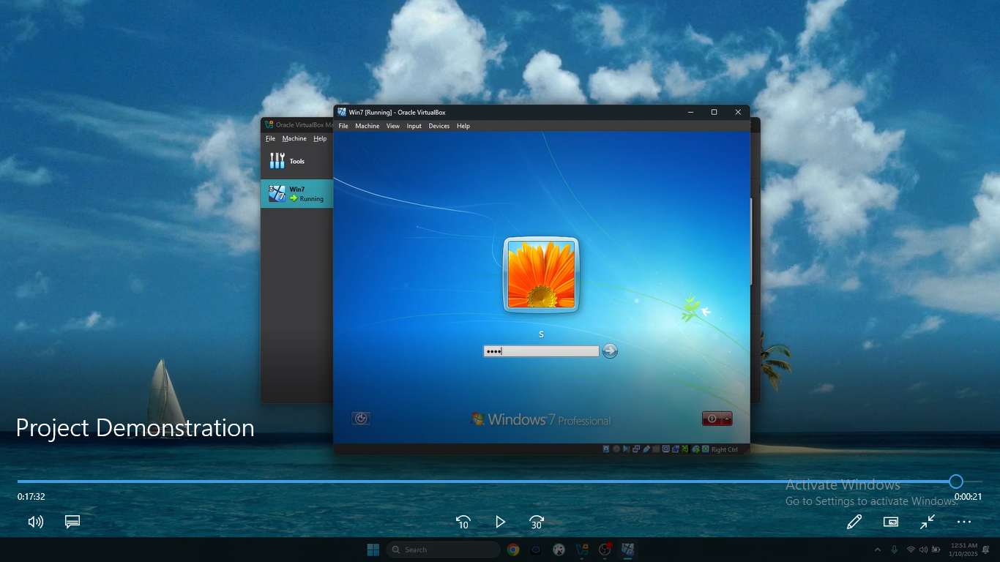 Win7 [Running] - Oracle VirtualBox
File Machine View Input Devices Help
Oracle VirtualBox Ma
File Machine Help
Tools
Win7
Running
7
S
Windows 7 Professional
Right Ctrl
Project Demonstration
Activate Windows
Go to Settings to activate Windows.
0:17:32
0:00:21
10
30
Search
12:51 AM
1/10/2025